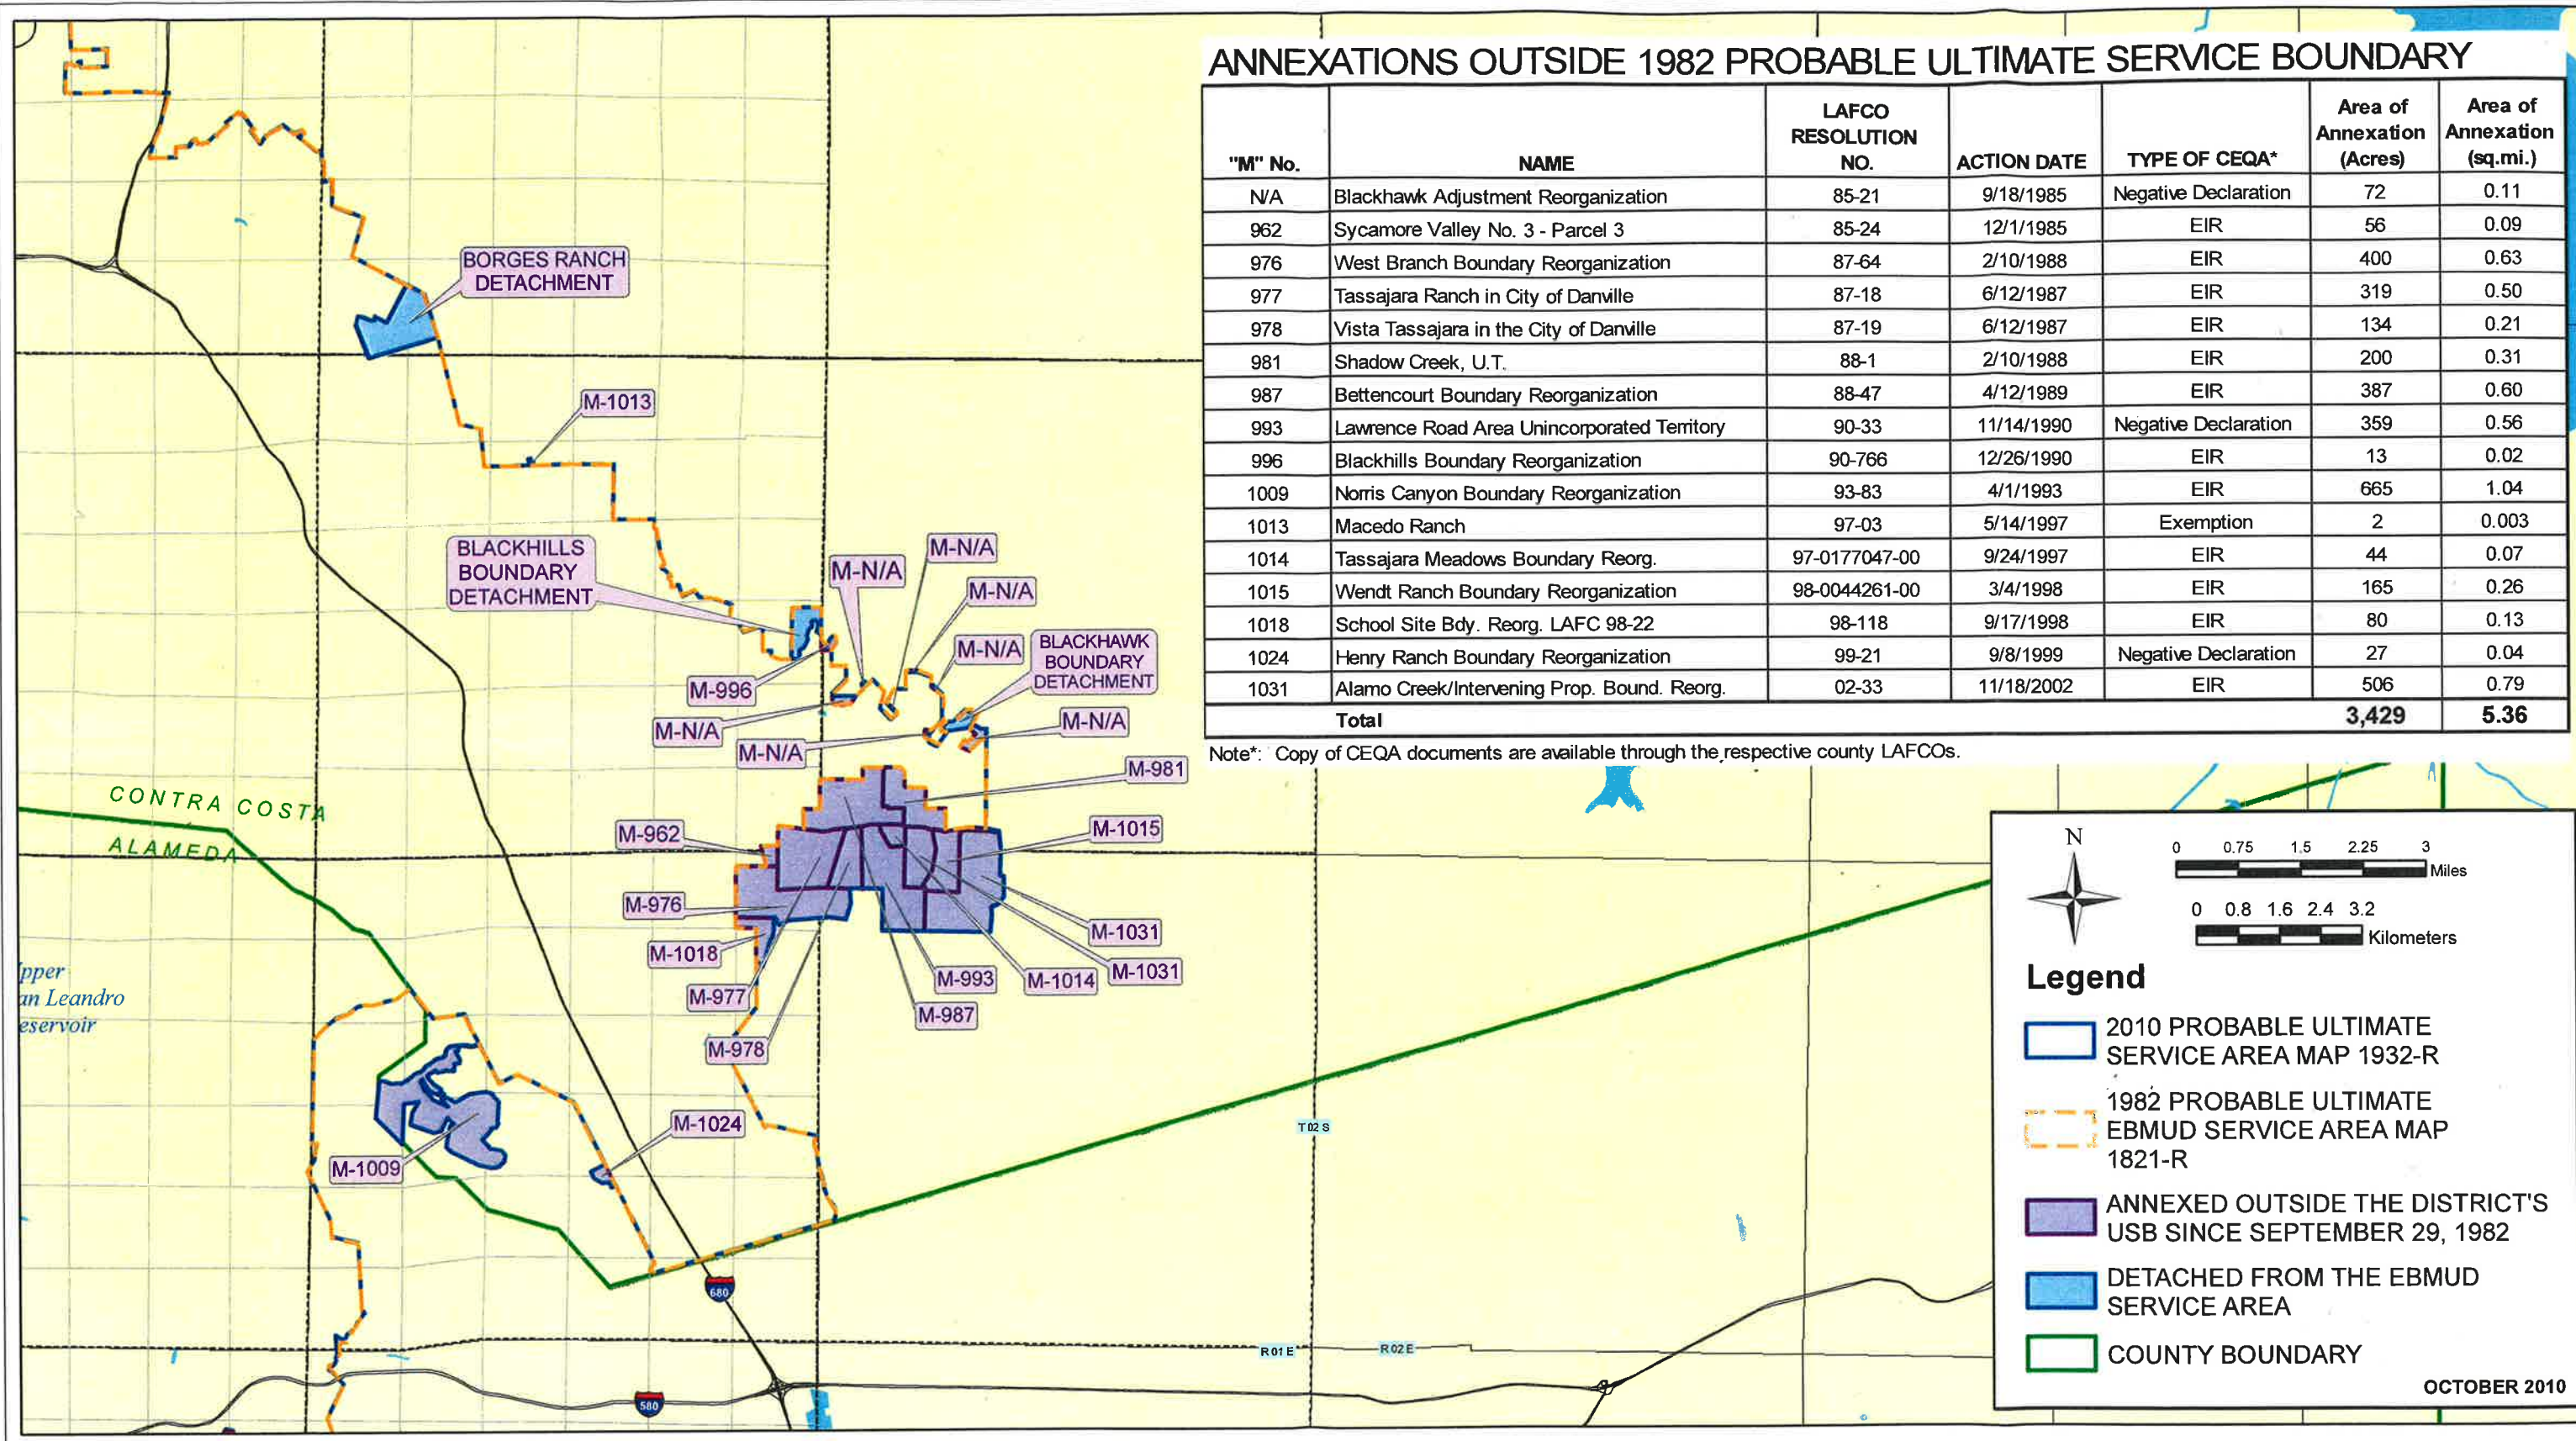 ANNEXATIONS OUTSIDE 1982 PROBABLE ULTIMATE SERVICE BOUNDARY
"M" No. NAME LAFCO RESOLUTION NO. ACTION DATE TYPE OF CEQA* Area of Annexation (Acres) Area of Annexation (sq.mi.)
N/A Blackhawk Adjustment Reorganization 85-21 9/18/1985 Negative Declaration 72 0.11
962 Sycamore Valley No. 3 - Parcel 3 85-24 12/1/1985 EIR 56 0.09
976 West Branch Boundary Reorganization 87-64 2/10/1988 EIR 400 0.63
977 Tassajara Ranch in City of Danville 87-18 6/12/1987 EIR 319 0.50
978 Vista Tassajara in the City of Danville 87-19 6/12/1987 EIR 134 0.21
981 Shadow Creek, U.T. 88-1 2/10/1988 EIR 200 0.31
987 Bettencourt Boundary Reorganization 88-47 4/12/1989 EIR 387 0.60
993 Lawrence Road Area Unincorporated Territory 90-33 11/14/1990 Negative Declaration 359 0.56
996 Blackhills Boundary Reorganization 90-766 12/26/1990 EIR 13 0.02
1009 Norris Canyon Boundary Reorganization 93-83 4/1/1993 EIR 665 1.04
1013 Macedo Ranch 97-03 5/14/1997 Exemption 2 0.003
1014 Tassajara Meadows Boundary Reorg. 97-0177047-00 9/24/1997 EIR 44 0.07
1015 Wendt Ranch Boundary Reorganization 98-0044261-00 3/4/1998 EIR 165 0.26
1018 School Site Bdy. Reorg. LAFC 98-22 98-118 9/17/1998 EIR 80 0.13
1024 Henry Ranch Boundary Reorganization 99-21 9/8/1999 Negative Declaration 27 0.04
1031 Alamo Creek/Intervening Prop. Bound. Reorg. 02-33 11/18/2002 EIR 506 0.79
Total 3,429 5.36
Note*: Copy of CEQA documents are available through the respective county LAFCOs.
BORGES RANCH
DETACHMENT
M-1013
BLACKHILLS
BOUNDARY
DETACHMENT
M-N/A
M-N/A
M-N/A
M-N/A
BLACKHAWK
BOUNDARY
DETACHMENT
M-996
M-N/A
M-N/A
M-N/A
M-981
CONTRA COSTA
ALAMEDA
M-962
M-1015
M-976
M-1018
M-1031
M-1031
M-977
M-993
M-1014
M-987
M-978
pper
an Leandro
eservoir
M-1024
M-1009
T02S
680
R01E
R02E
580
N
0 0.75 1.5 2.25 3
Miles
0 0.8 1.6 2.4 3.2
Kilometers
Legend
2010 PROBABLE ULTIMATE
SERVICE AREA MAP 1932-R
1982 PROBABLE ULTIMATE
EBMUD SERVICE AREA MAP
1821-R
ANNEXED OUTSIDE THE DISTRICT'S
USB SINCE SEPTEMBER 29, 1982
DETACHED FROM THE EBMUD
SERVICE AREA
COUNTY BOUNDARY
OCTOBER 2010